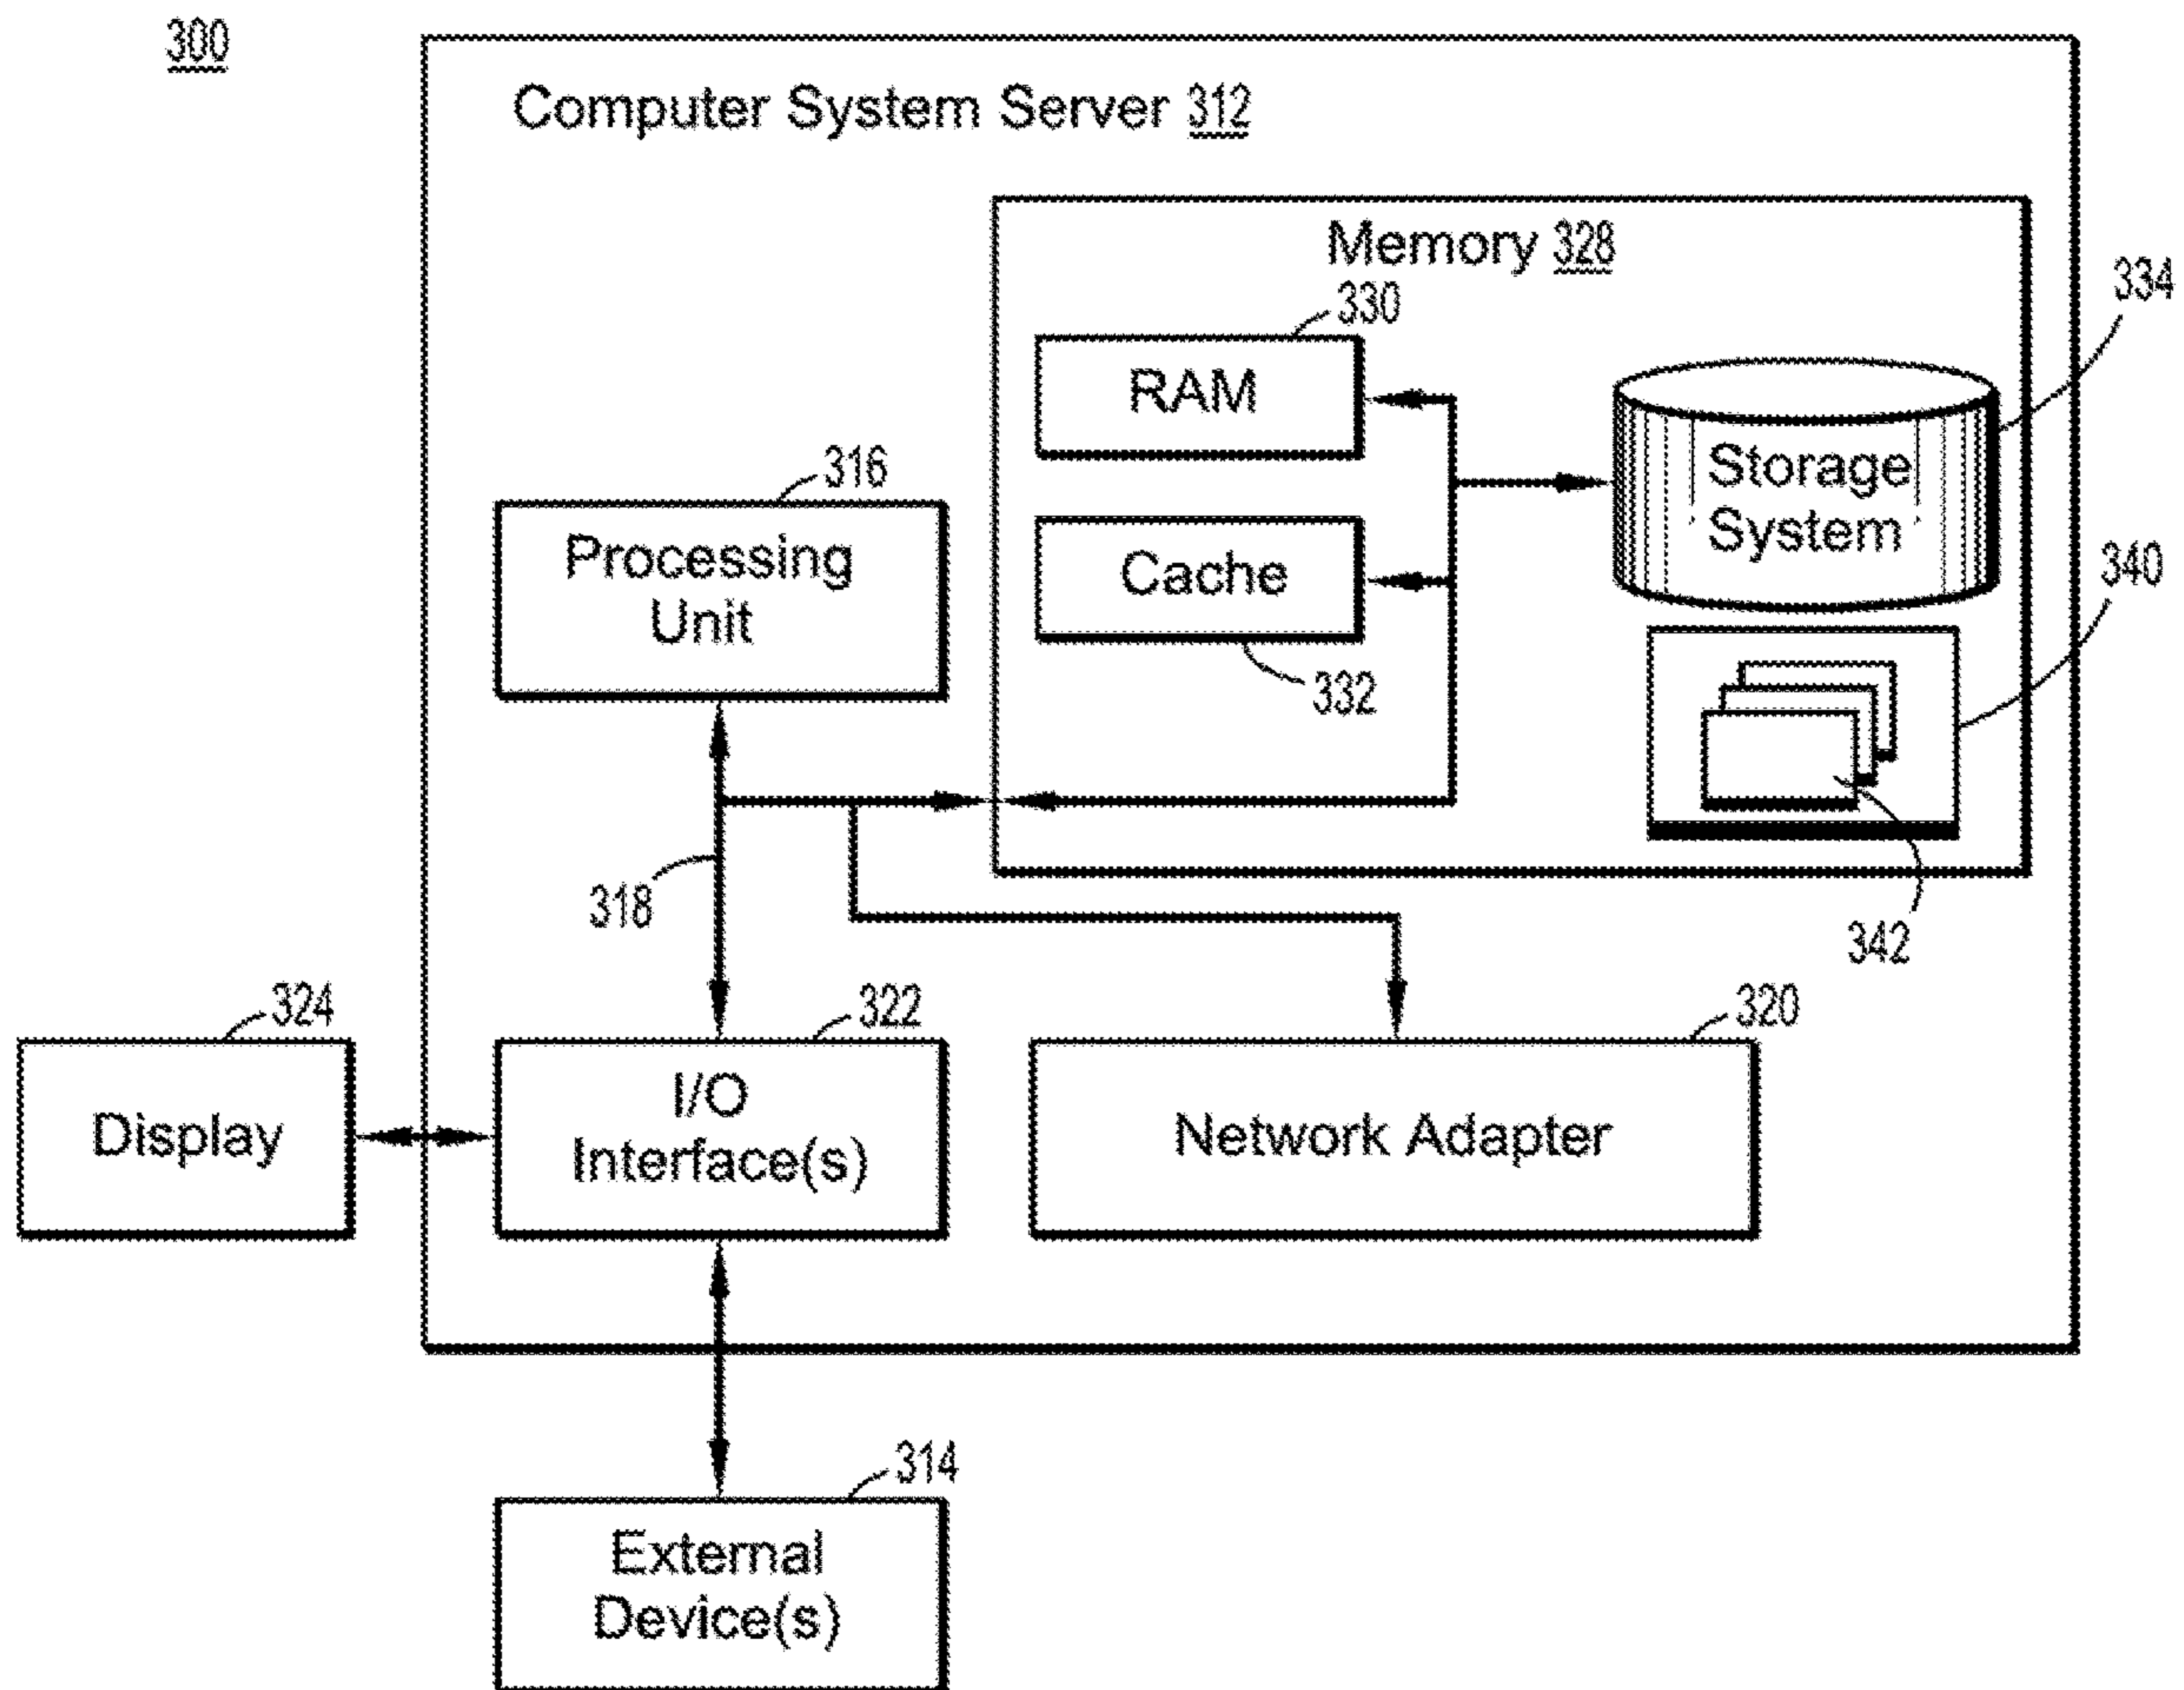 300
Computer System Server 312
Memory 328
330
334
RAM
316
Storage
System
Processing
Unit
Cache
340
332
318
342
324
322
320
Display
I/O
Interface(s)
Network Adapter
314
External
Device(s)